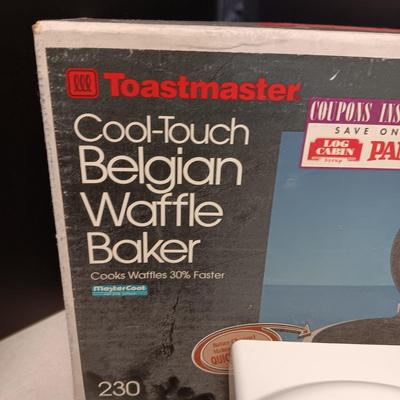 Toastmaster
Cool-Touch
Belgian
Waffle
Baker
Cooks Waffles 30% Faster
MasterCoat
230
COUPONS INS
SAVE ON
LOG
CABIN
Syrup
PA